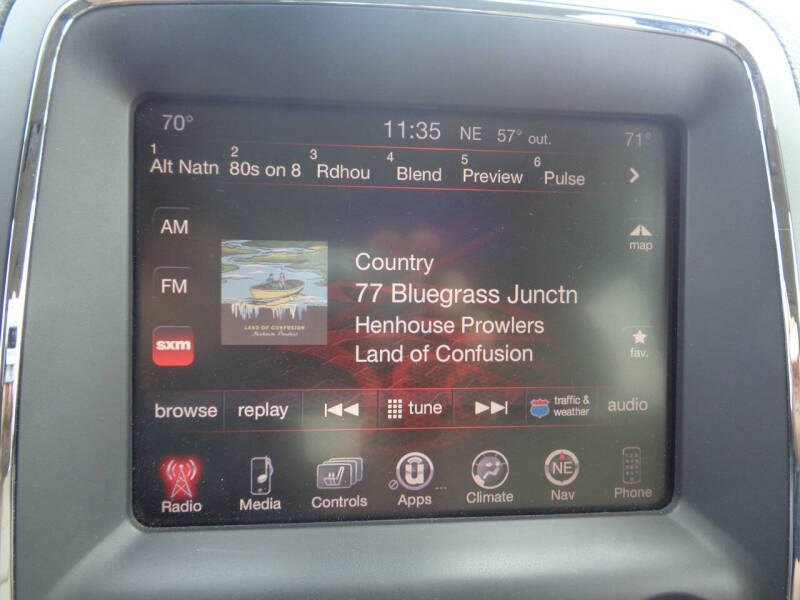 70° 11:35 NE 57° out. 71°
1 Alt Natn 2 80s on 8 3 Rdhou 4 Blend 5 Preview 6 Pulse
AM
map
FM
Country
77 Bluegrass Junctn
Henhouse Prowlers
Land of Confusion
LAND OF CONFUSION
Henhouse Prowlers
sxm
fav.
browse replay tune traffic & weather audio
NE
Radio Media Controls Apps Climate Nav Phone